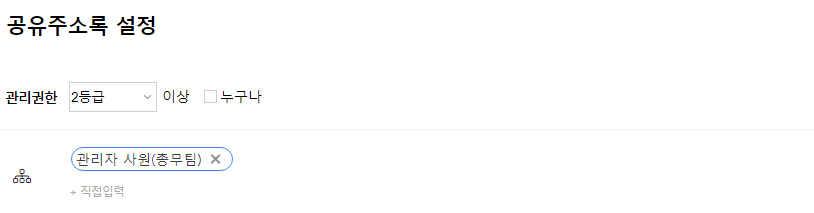 공유주소록 설정
관리권한 2등급 이상 누구나
관리자 사원(총무팀)
+ 직접입력